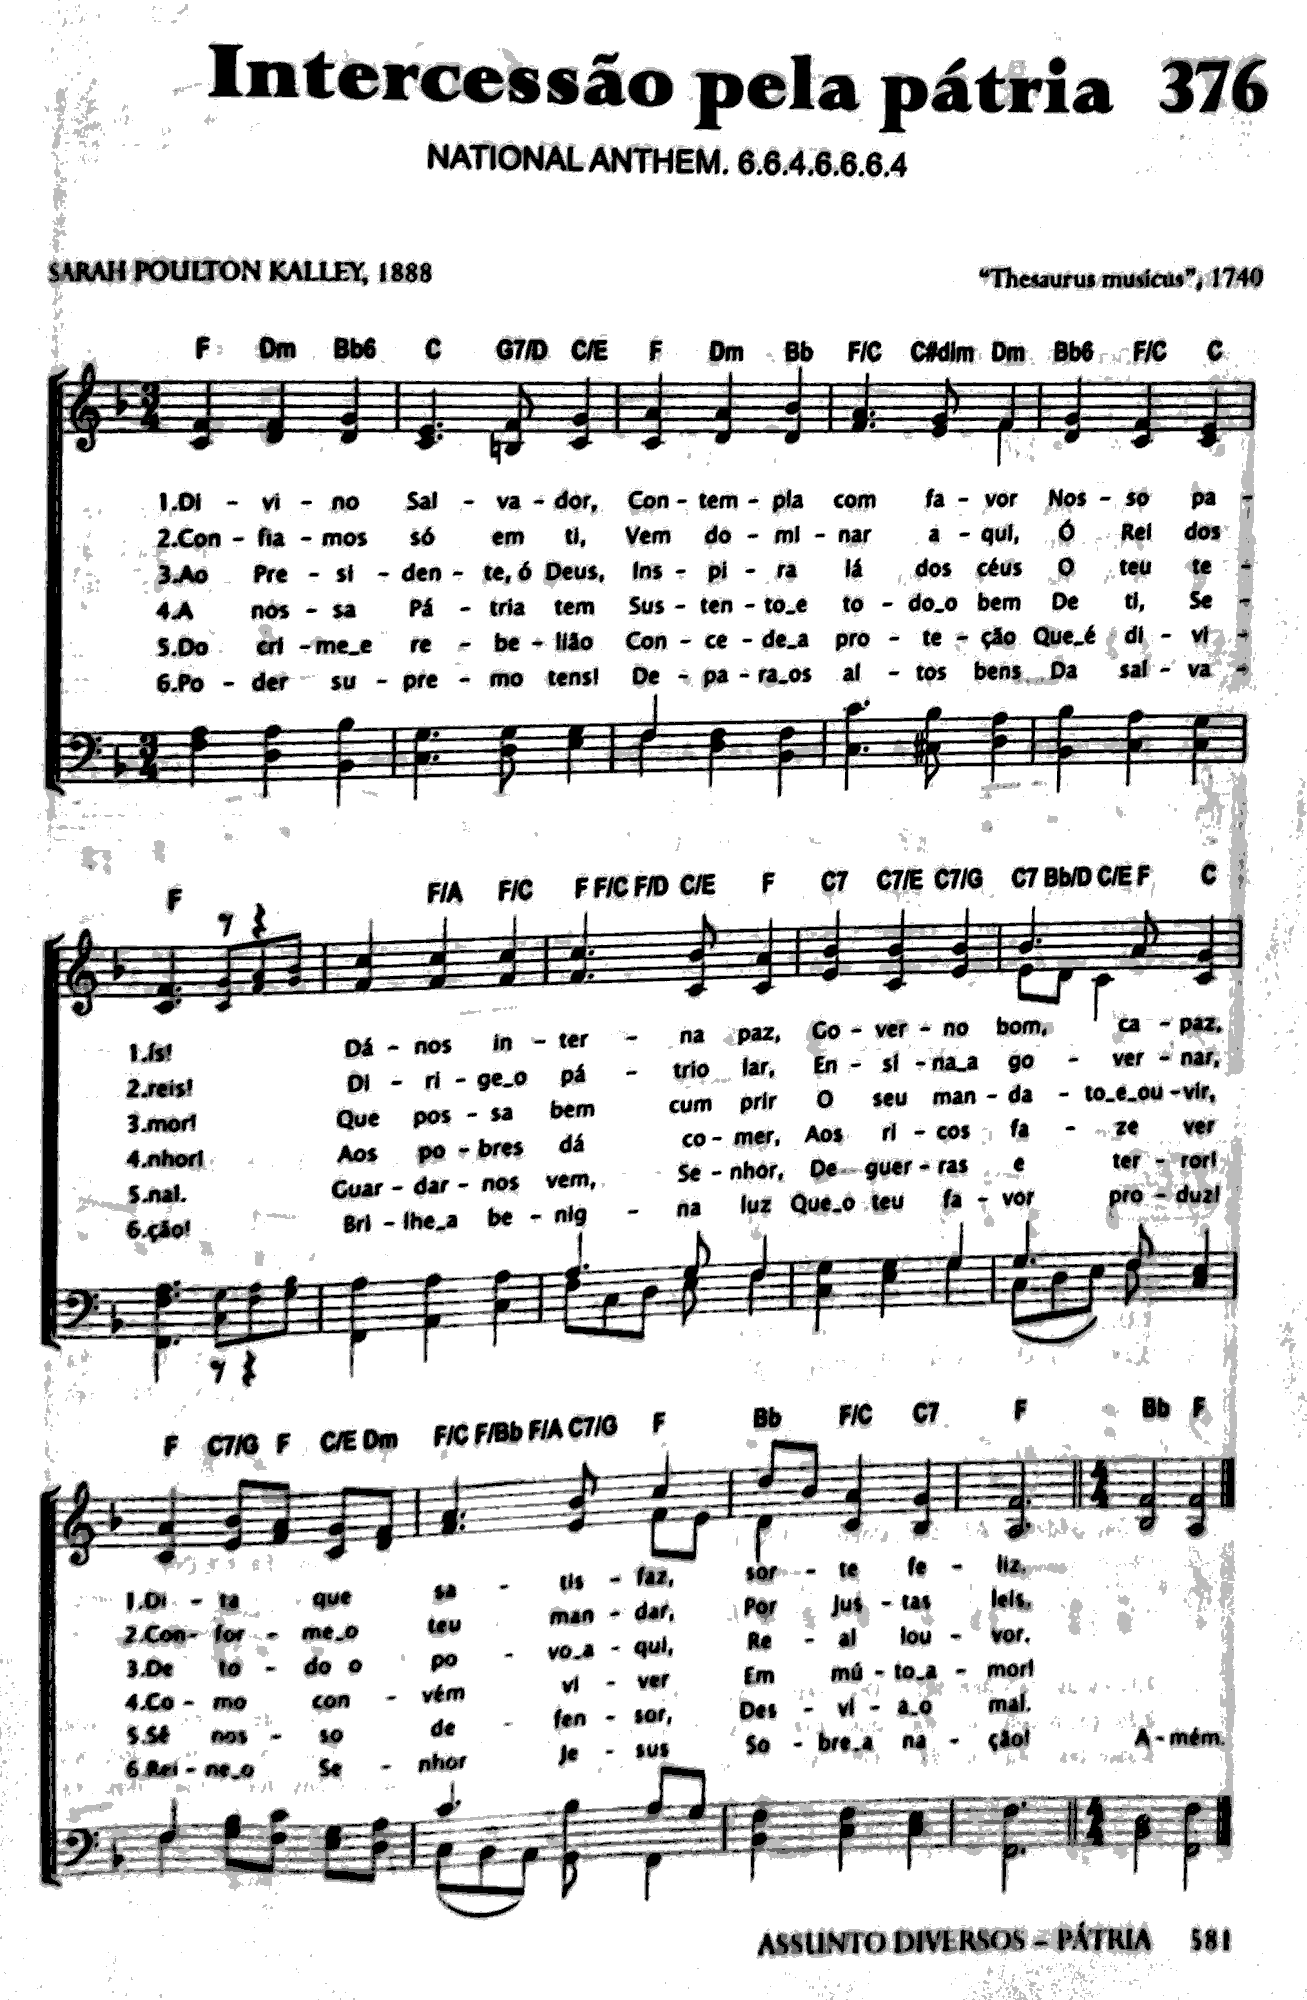 Intercessão pela pátria 376
NATIONAL ANTHEM. 6.6.4.6.6.6.4
SARAH POULTON KALLEY, 1888
"Thesaurus musicus", 1740
F Dm Bb6 C G7/D C/E F Dm Bb F/C C#dim Dm Bb6 F/C C
1.Di - vi - no Sal - va - dor, Con - tem - pla com fa - vor Nos - so pa -
2.Con - fia - mos só em ti, Vem do - mi - nar a - qui, Ó Rei dos
3.Ao Pre - si - den - te, ó Deus, Ins - pi - ra lá dos céus O teu te -
4.A nos - sa Pá - tria tem Sus - ten - to_e to - do_o bem De ti, Se -
5.Do cri - me_e re - be - lião Con - ce - de_a pro - te - ção Que_é di - vi -
6.Po - der su - pre - mo tens! De - pa - ra_os al - tos bens Da sal - va -
F F/A F/C F F/C F/D C/E F C7 C7/E C7/G C7 Bb/D C/E F C
1.ís! Dá - nos in - ter - na paz, Go - ver - no bom, ca - paz,
2.reis! Di - ri - ge_o pá - trio lar, En - si - na_a go - ver - nar,
3.mor! Que pos - sa bem cum prir O seu man - da - to_e_ou - vir,
4.nhor! Aos po - bres dá co - mer, Aos ri - cos fa - ze ver
5.nal. Guar - dar - nos vem, Se - nhor, De guer - ras e ter - ror!
6.ção! Bri - lhe_a be - nig - na luz Que_o teu fa - vor pro - duz!
F C7/G F C/E Dm F/C F/Bb F/A C7/G F Bb F/C C7 F Bb F
1.Di - ta que sa - tis - faz, sor - te fe - liz.
2.Con - for - me_o teu man - dar, Por jus - tas leis.
3.De to - do o po - vo_a - qui, Re - al lou - vor.
4.Co - mo con - vém vi - ver Em mú - to_a - mor!
5.Sê nos - so de - fen - sor, Des - vi - a_o mal.
6.Rei - ne_o Se - nhor Je - sus So - bre_a na - ção! A - mém.
ASSUNTO DIVERSOS – PÁTRIA 581